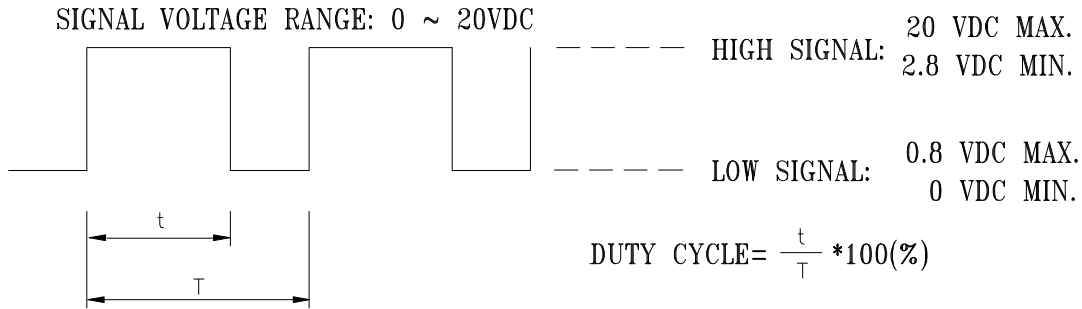 SIGNAL VOLTAGE RANGE: 0 ~ 20VDC
HIGH SIGNAL: 20 VDC MAX.
2.8 VDC MIN.
LOW SIGNAL: 0.8 VDC MAX.
0 VDC MIN.
t
T
DUTY CYCLE= t/T *100(%)